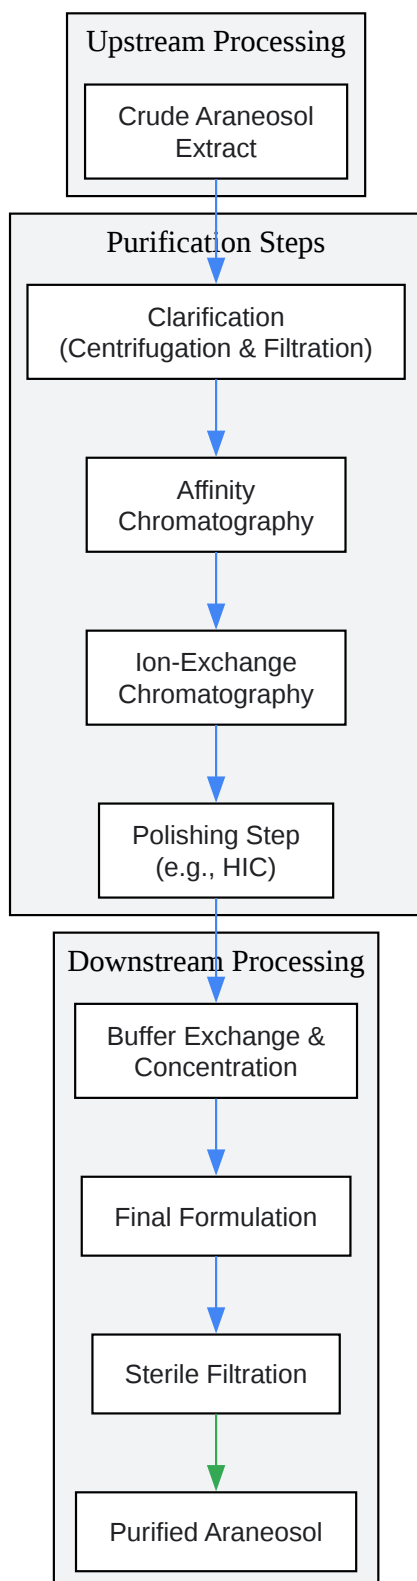 Upstream Processing
Crude Araneosol
Extract
Purification Steps
Clarification
(Centrifugation & Filtration)
Affinity
Chromatography
Ion-Exchange
Chromatography
Polishing Step
(e.g., HIC)
Downstream Processing
Buffer Exchange &
Concentration
Final Formulation
Sterile Filtration
Purified Araneosol